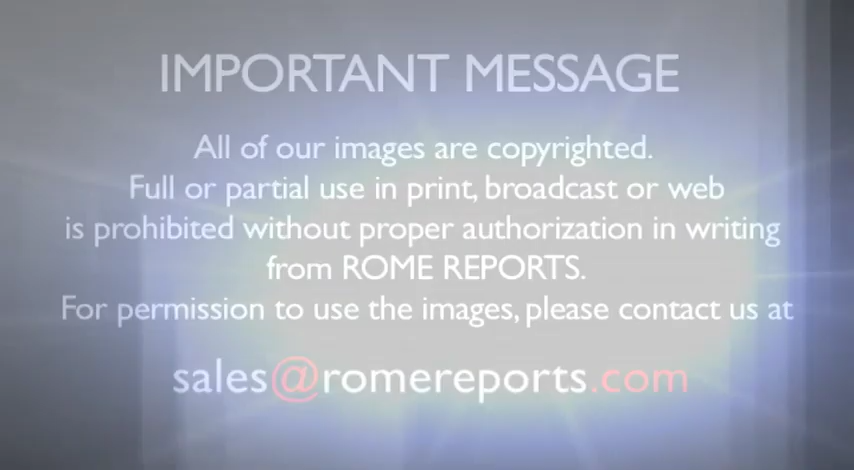 IMPORTANT MESSAGE
All of our images are copyrighted.
Full or partial use in print, broadcast or web
is prohibited without proper authorization in writing
from ROME REPORTS.
For permission to use the images, please contact us at
sales@romereports.com